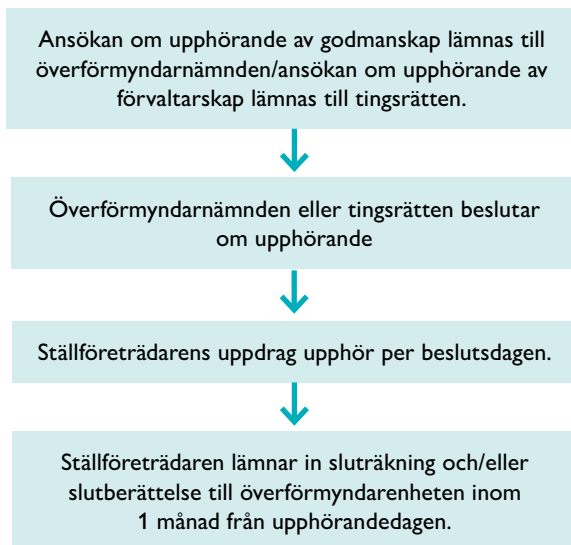 Ansökan om upphörande av godmanskap lämnas till
överförmyndarnämnden/ansökan om upphörande av
förvaltarskap lämnas till tingsrätten.
Överförmyndarnämnden eller tingsrätten beslutar
om upphörande
Ställföreträdarens uppdrag upphör per beslutsdagen.
Ställföreträdaren lämnar in sluträkning och/eller
slutberättelse till överförmyndarenheten inom
1 månad från upphörandedagen.